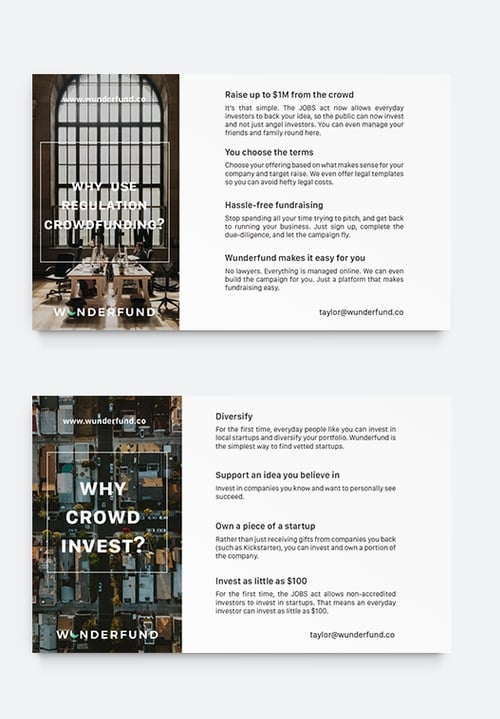 www.wunderfund.co
WHY USE
REGULATION
CROWDFUNDING?
WUNDERFUND
Raise up to $1M from the crowd
It's that simple. The JOBS act now allows everyday
investors to back your idea, so the public can now invest
and not just angel investors. You can even manage your
friends and family round here.
You choose the terms
Choose your offering based on what makes sense for your
company and target raise. We even offer legal templates
so you can avoid hefty legal costs.
Hassle-free fundraising
Stop spending all your time trying to pitch, and get back
to running your business. Just sign up, complete the
due-diligence, and let the campaign fly.
Wunderfund makes it easy for you
No lawyers. Everything is managed online. We can even
build the campaign for you. Just a platform that makes
fundraising easy.
taylor@wunderfund.co
www.wunderfund.co
WHY
CROWD
INVEST?
WUNDERFUND
Diversify
For the first time, everyday people like you can invest in
local startups and diversify your portfolio. Wunderfund is
the simplest way to find vetted startups.
Support an idea you believe in
Invest in companies you know and want to personally see
succeed.
Own a piece of a startup
Rather than just receiving gifts from companies you back
(such as Kickstarter), you can invest and own a portion of
the company.
Invest as little as $100
For the first time, the JOBS act allows non-accredited
investors to invest in startups. That means an everyday
investor can invest as little as $100.
taylor@wunderfund.co